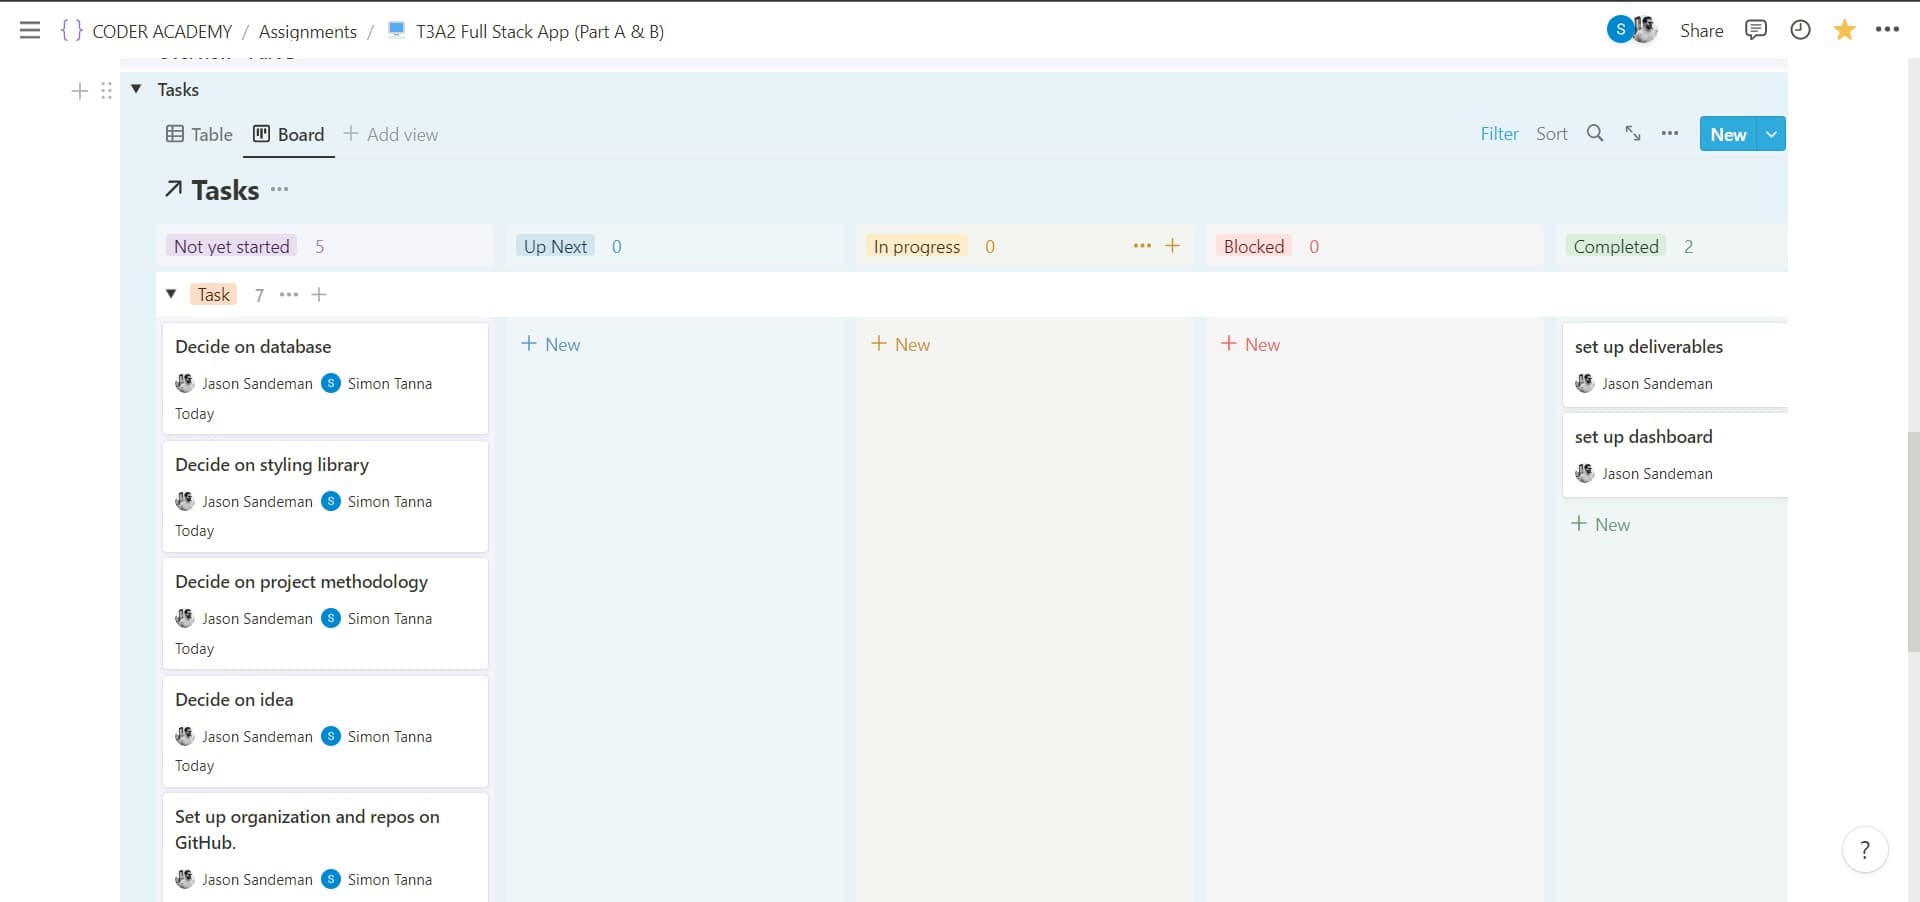 { } CODER ACADEMY / Assignments / T3A2 Full Stack App (Part A & B)
S Share
Tasks
Table Board Add view
Filter Sort New
Tasks
Not yet started 5
Up Next 0
In progress 0
Blocked 0
Completed 2
Task 7
Decide on database
Jason Sandeman S Simon Tanna
Today
Decide on styling library
Jason Sandeman S Simon Tanna
Today
Decide on project methodology
Jason Sandeman S Simon Tanna
Today
Decide on idea
Jason Sandeman S Simon Tanna
Today
Set up organization and repos on
GitHub.
Jason Sandeman S Simon Tanna
+ New
+ New
+ New
set up deliverables
Jason Sandeman
set up dashboard
Jason Sandeman
+ New
?